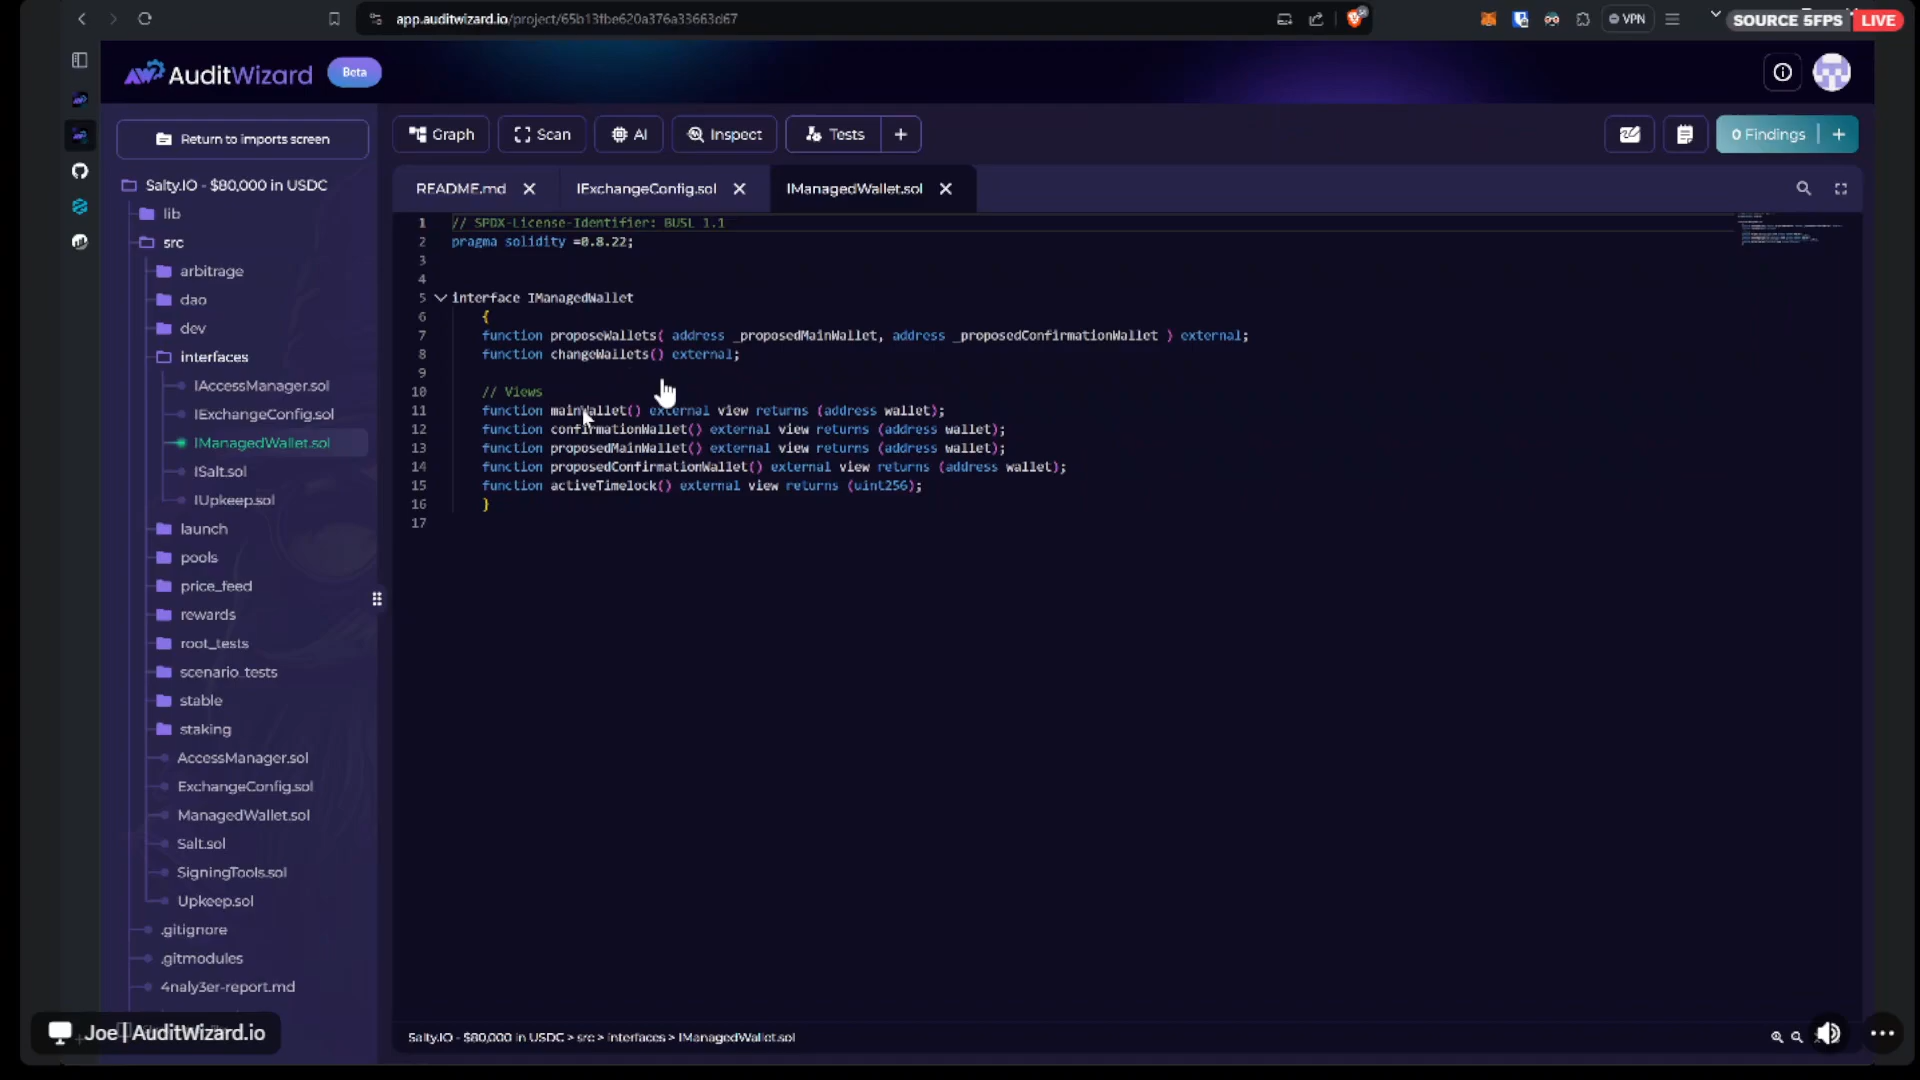 app.auditwizard.io/project/65b13fbe620a376a33663d67
VPN
SOURCE 5FPS
LIVE
AuditWizard
Beta
Return to imports screen
Graph
Scan
AI
Inspect
Tests
+
0 Findings
+
README.md
IExchangeConfig.sol
IManagedWallet.sol
Salty.IO - $80,000 in USDC
lib
src
arbitrage
dao
dev
interfaces
IAccessManager.sol
IExchangeConfig.sol
IManagedWallet.sol
ISalt.sol
IUpkeep.sol
launch
pools
price_feed
rewards
root_tests
scenario_tests
stable
staking
AccessManager.sol
ExchangeConfig.sol
ManagedWallet.sol
Salt.sol
SigningTools.sol
Upkeep.sol
.gitignore
.gitmodules
4naly3er-report.md
1 // SPDX-License-Identifier: BUSL 1.1
2 pragma solidity =0.8.22;
3
4
5 interface IManagedWallet
6 {
7 function proposeWallets( address _proposedMainWallet, address _proposedConfirmationWallet ) external;
8 function changeWallets() external;
9
10 // Views
11 function mainWallet() external view returns (address wallet);
12 function confirmationWallet() external view returns (address wallet);
13 function proposedMainWallet() external view returns (address wallet);
14 function proposedConfirmationWallet() external view returns (address wallet);
15 function activeTimelock() external view returns (uint256);
16 }
17
Joe | AuditWizard.io
Salty.IO - $80,000 in USDC > src > interfaces > IManagedWallet.sol